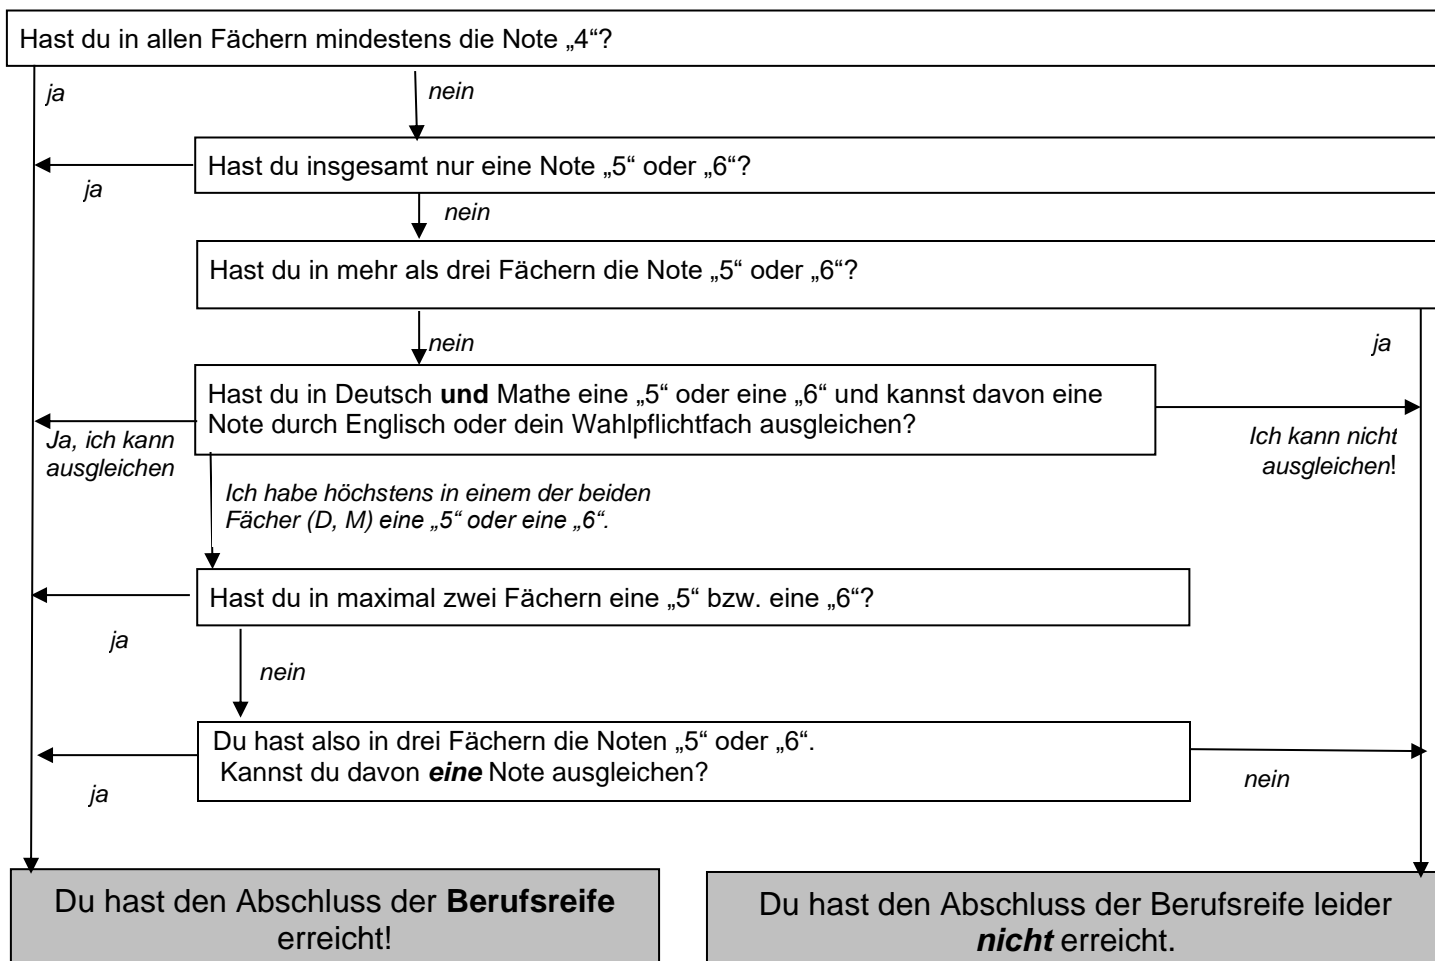 Hast du in allen Fächern mindestens die Note „4“?
ja
nein
Hast du insgesamt nur eine Note „5“ oder „6“?
ja
nein
Hast du in mehr als drei Fächern die Note „5“ oder „6“?
nein
ja
Hast du in Deutsch und Mathe eine „5“ oder eine „6“ und kannst davon eine
Note durch Englisch oder dein Wahlpflichtfach ausgleichen?
Ja, ich kann
ausgleichen
Ich kann nicht
ausgleichen!
Ich habe höchstens in einem der beiden
Fächer (D, M) eine „5“ oder eine „6“.
Hast du in maximal zwei Fächern eine „5“ bzw. eine „6“?
ja
nein
Du hast also in drei Fächern die Noten „5“ oder „6“.
Kannst du davon eine Note ausgleichen?
ja
nein
Du hast den Abschluss der Berufsreife
erreicht!
Du hast den Abschluss der Berufsreife leider
nicht erreicht.